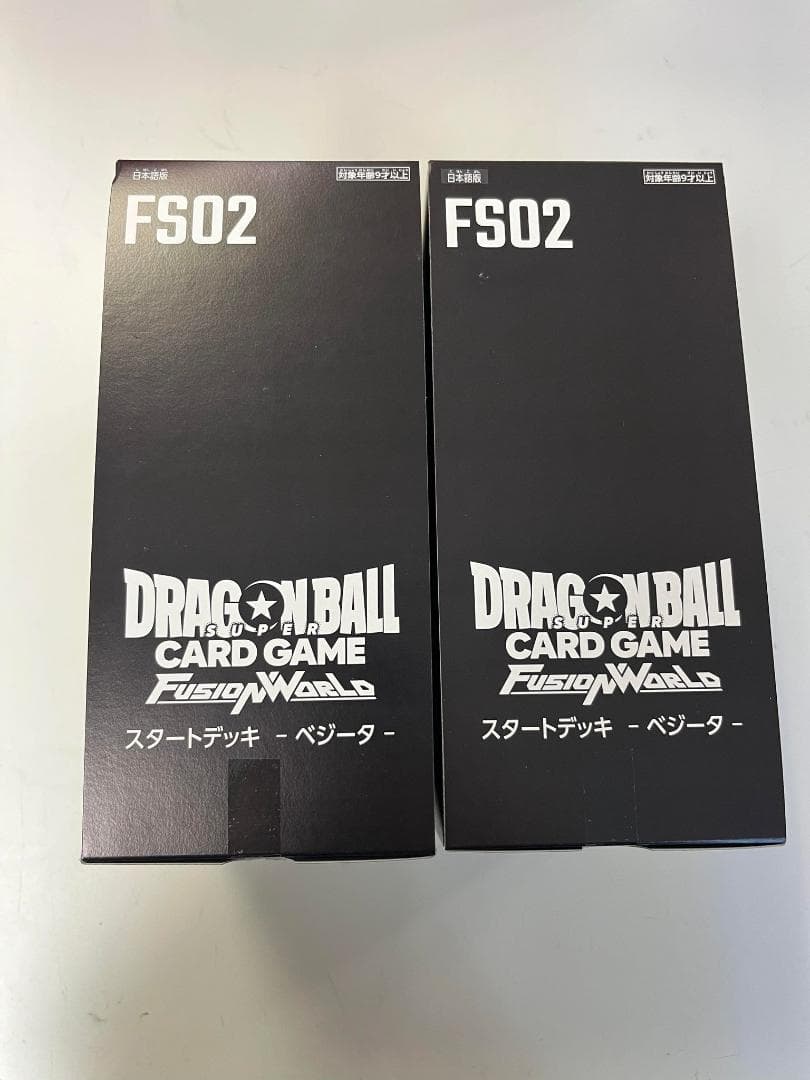 日本語版
対象年齢9才以上
FS02
DRAGON BALL
SUPER
CARD GAME
FUSION WORLD
スタートデッキ －ベジータ－
日本語版
対象年齢9才以上
FS02
DRAGON BALL
SUPER
CARD GAME
FUSION WORLD
スタートデッキ －ベジータ－